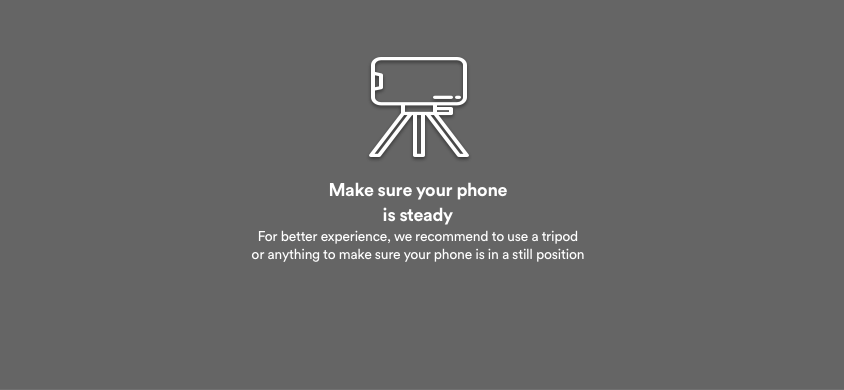 Make sure your phone
is steady
For better experience, we recommend to use a tripod
or anything to make sure your phone is in a still position